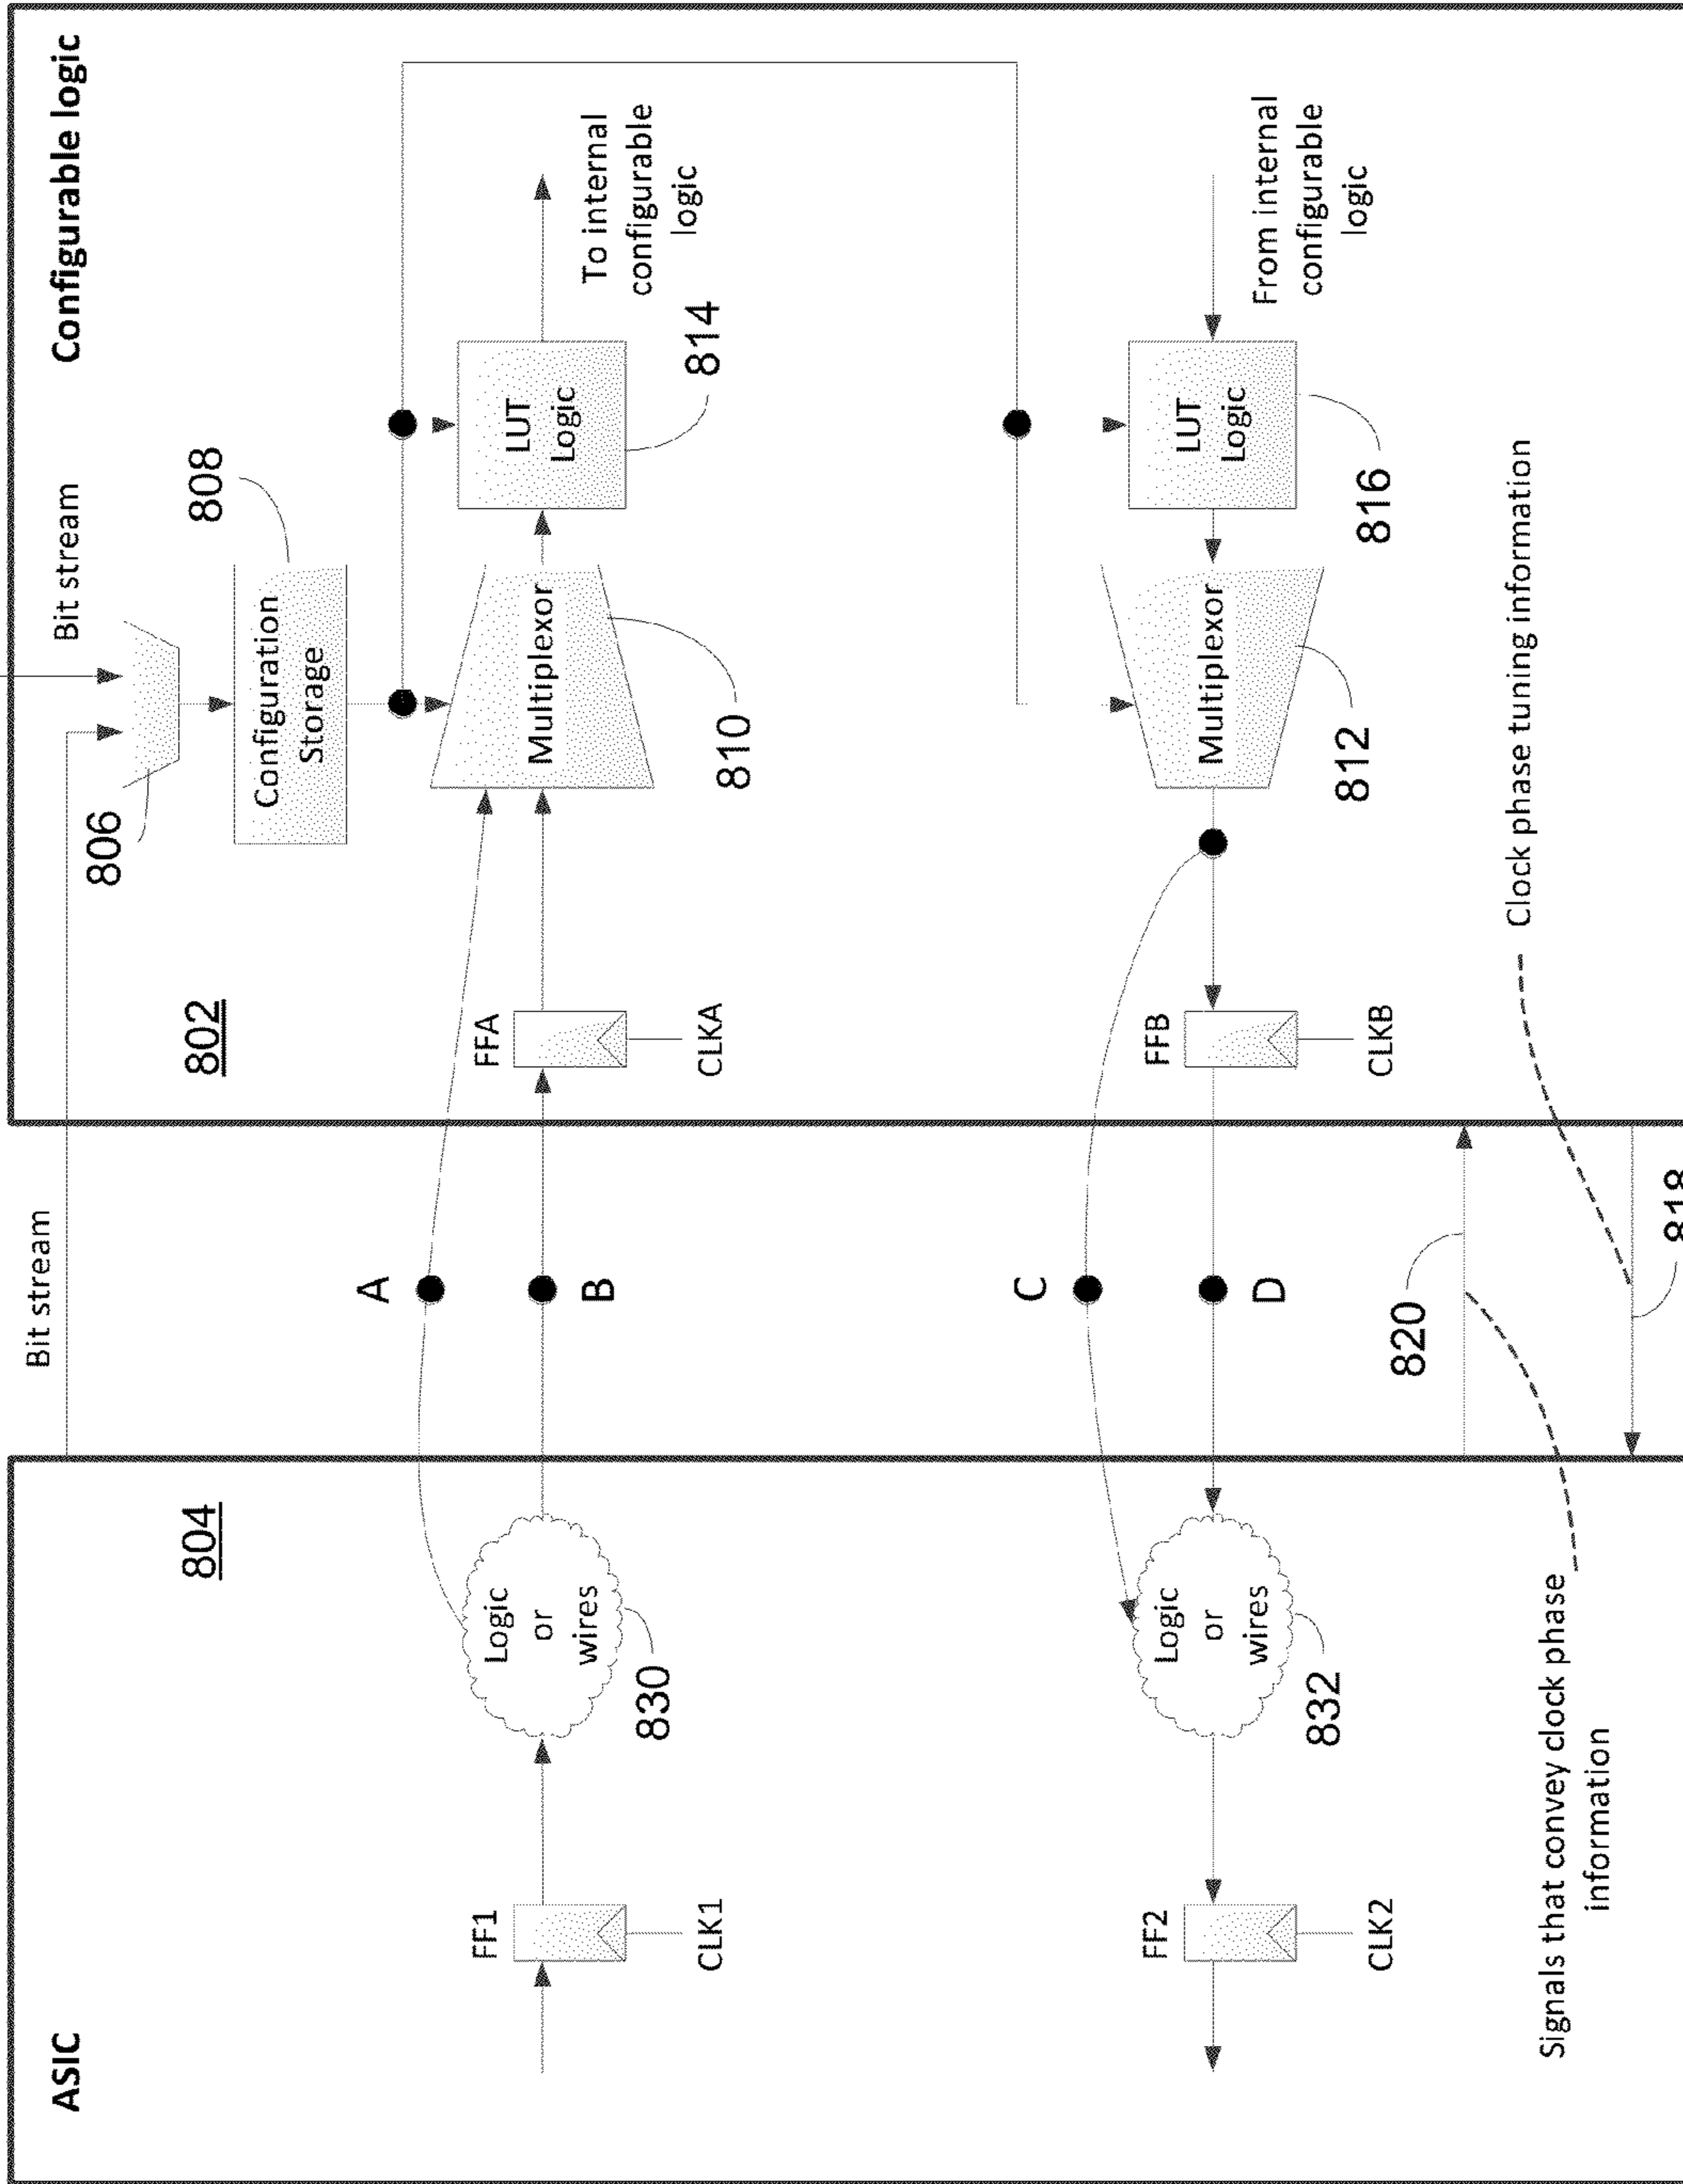 ASIC
804
FF1
CLK1
Logic
or
wires
830
FF2
CLK2
Logic
or
wires
832
Signals that convey clock phase
information
Bit stream
A
B
C
D
820
818
Configurable logic
802
Bit stream
806
808
Configuration
Storage
FFA
CLKA
Multiplexor
810
LUT
Logic
814
To internal
configurable
logic
FFB
CLKB
Multiplexor
812
LUT
Logic
816
From internal
configurable
logic
Clock phase tuning information